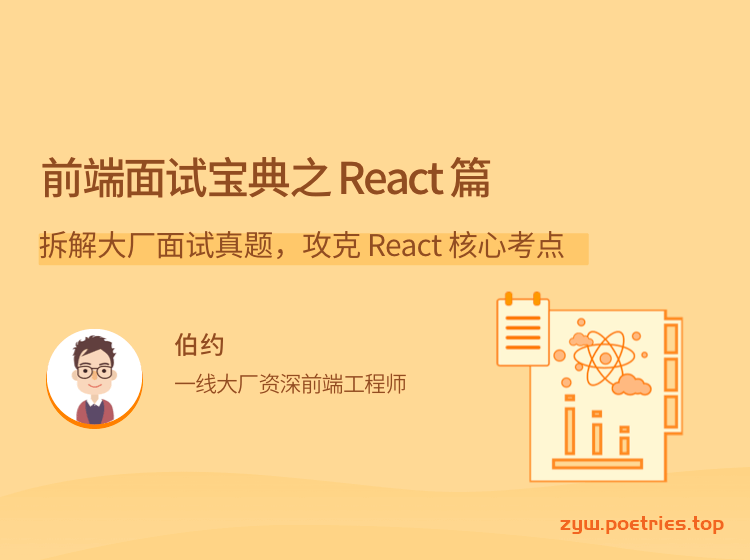 前端面试宝典之 React 篇
拆解大厂面试真题，攻克 React 核心考点
伯约
一线大厂资深前端工程师
zyw.poetries.top